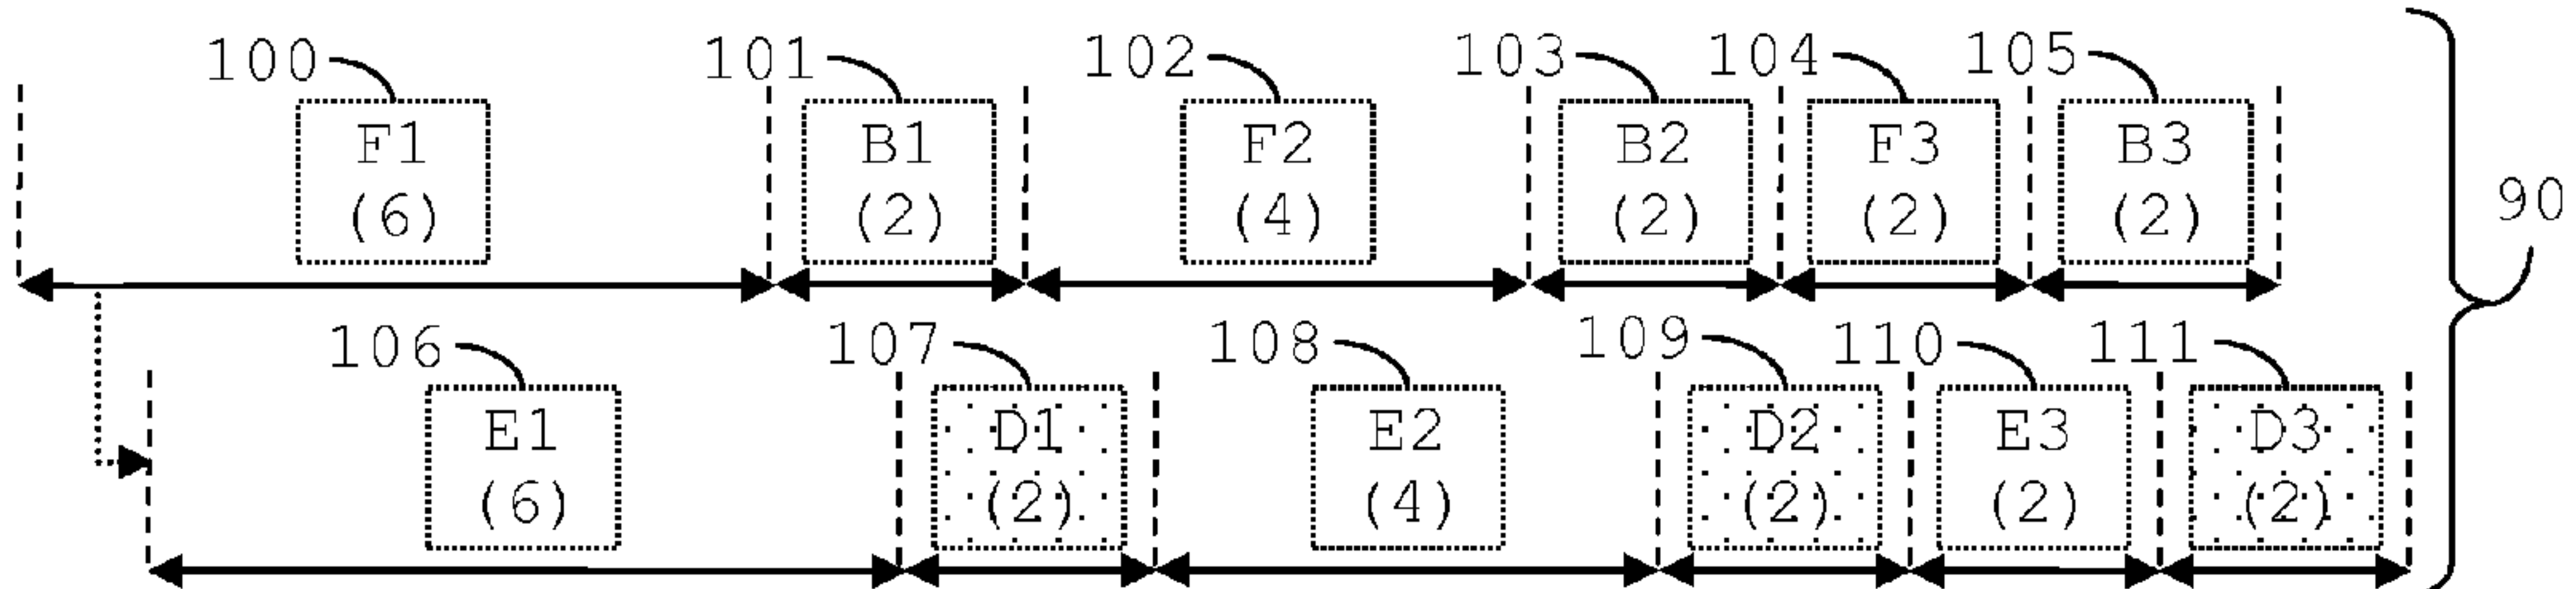 100 101 102 103 104 105
F1 B1 F2 B2 F3 B3
(6) (2) (4) (2) (2) (2)
90
106 107 108 109 110 111
E1 D1 E2 D2 E3 D3
(6) (2) (4) (2) (2) (2)